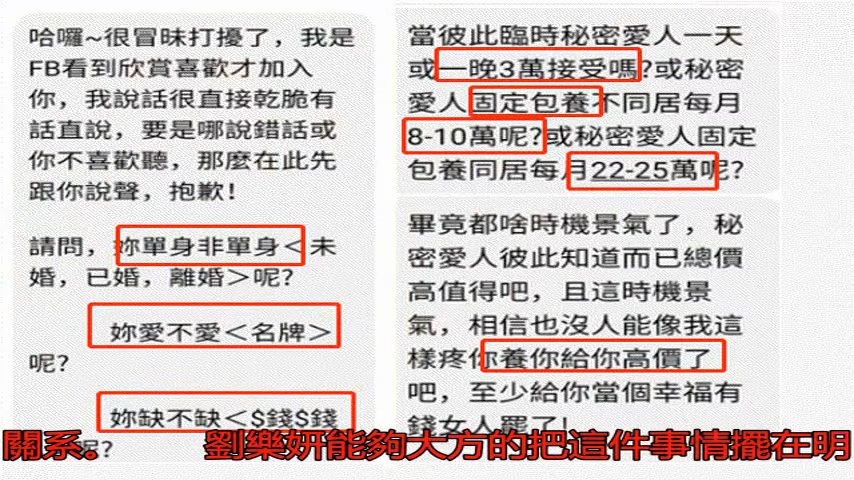 哈囉~很冒昧打擾了，我是
FB看到欣賞喜歡才加入
你，我說話很直接乾脆有
話直說，要是哪說錯話或
你不喜歡聽，那麼在此先
跟你說聲，抱歉！
請問，妳單身非單身＜未
婚，已婚，離婚＞呢？
妳愛不愛＜名牌＞
呢？
妳缺不缺＜$錢$錢
呢？
當彼此臨時秘密愛人一天
或一晚3萬接受嗎?或秘密
愛人固定包養不同居每月
8-10萬呢?或秘密愛人固定
包養同居每月22-25萬呢?
畢竟都啥時機景氣了，秘
密愛人彼此知道而已總價
高值得吧，且這時機景
氣，相信也沒人能像我這
樣疼你養你給你高價了
吧，至少給你當個幸福有
錢女人罷了!
關系。 劉樂妍能夠大方的把這件事情擺在明